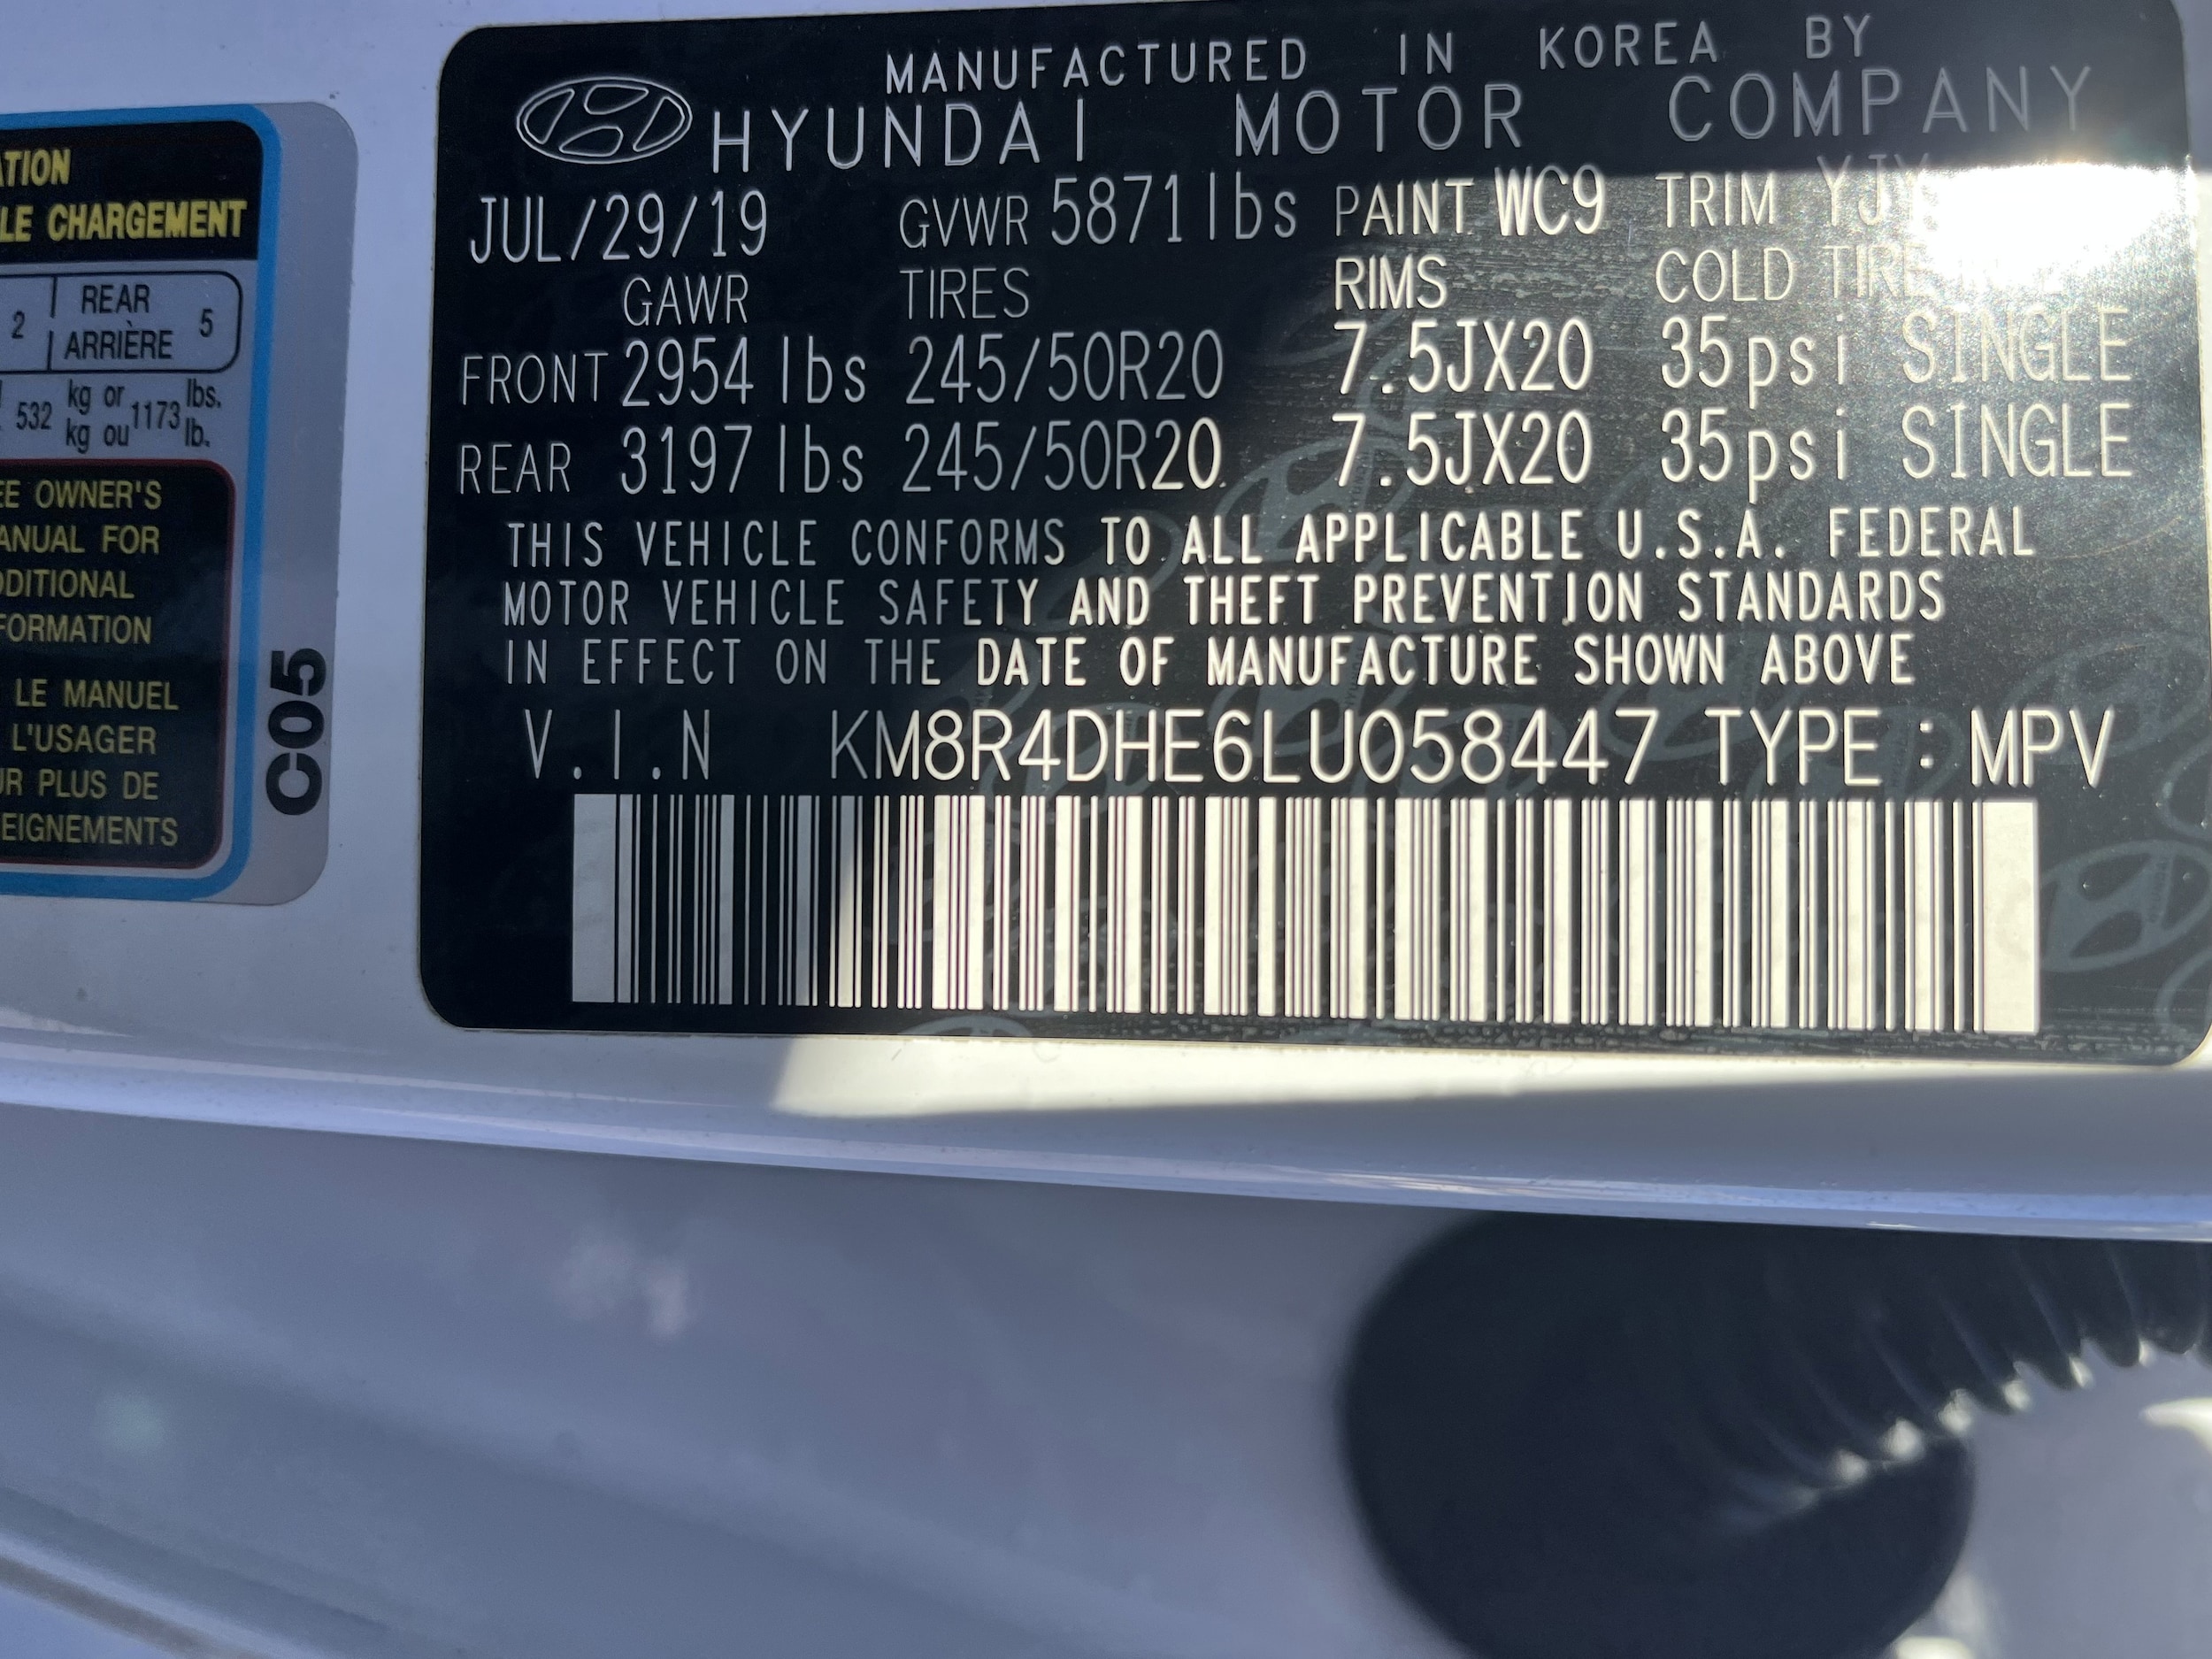 ATION
LE CHARGEMENT
2 REAR ARRIÈRE 5
532 kg or 1173 lbs.
kg ou lb.
EE OWNER'S
ANUAL FOR
DDITIONAL
FORMATION
LE MANUEL
L'USAGER
UR PLUS DE
EIGNEMENTS
C05
MANUFACTURED IN KOREA BY
HYUNDAI MOTOR COMPANY
JUL/29/19 GVWR 5871lbs PAINT WC9 TRIM
GAWR TIRES RIMS COLD TIRE
FRONT 2954 lbs 245/50R20 7.5JX20 35psi SINGLE
REAR 3197 lbs 245/50R20 7.5JX20 35psi SINGLE
THIS VEHICLE CONFORMS TO ALL APPLICABLE U.S.A. FEDERAL
MOTOR VEHICLE SAFETY AND THEFT PREVENTION STANDARDS
IN EFFECT ON THE DATE OF MANUFACTURE SHOWN ABOVE
V.I.N KM8R4DHE6LU058447 TYPE : MPV